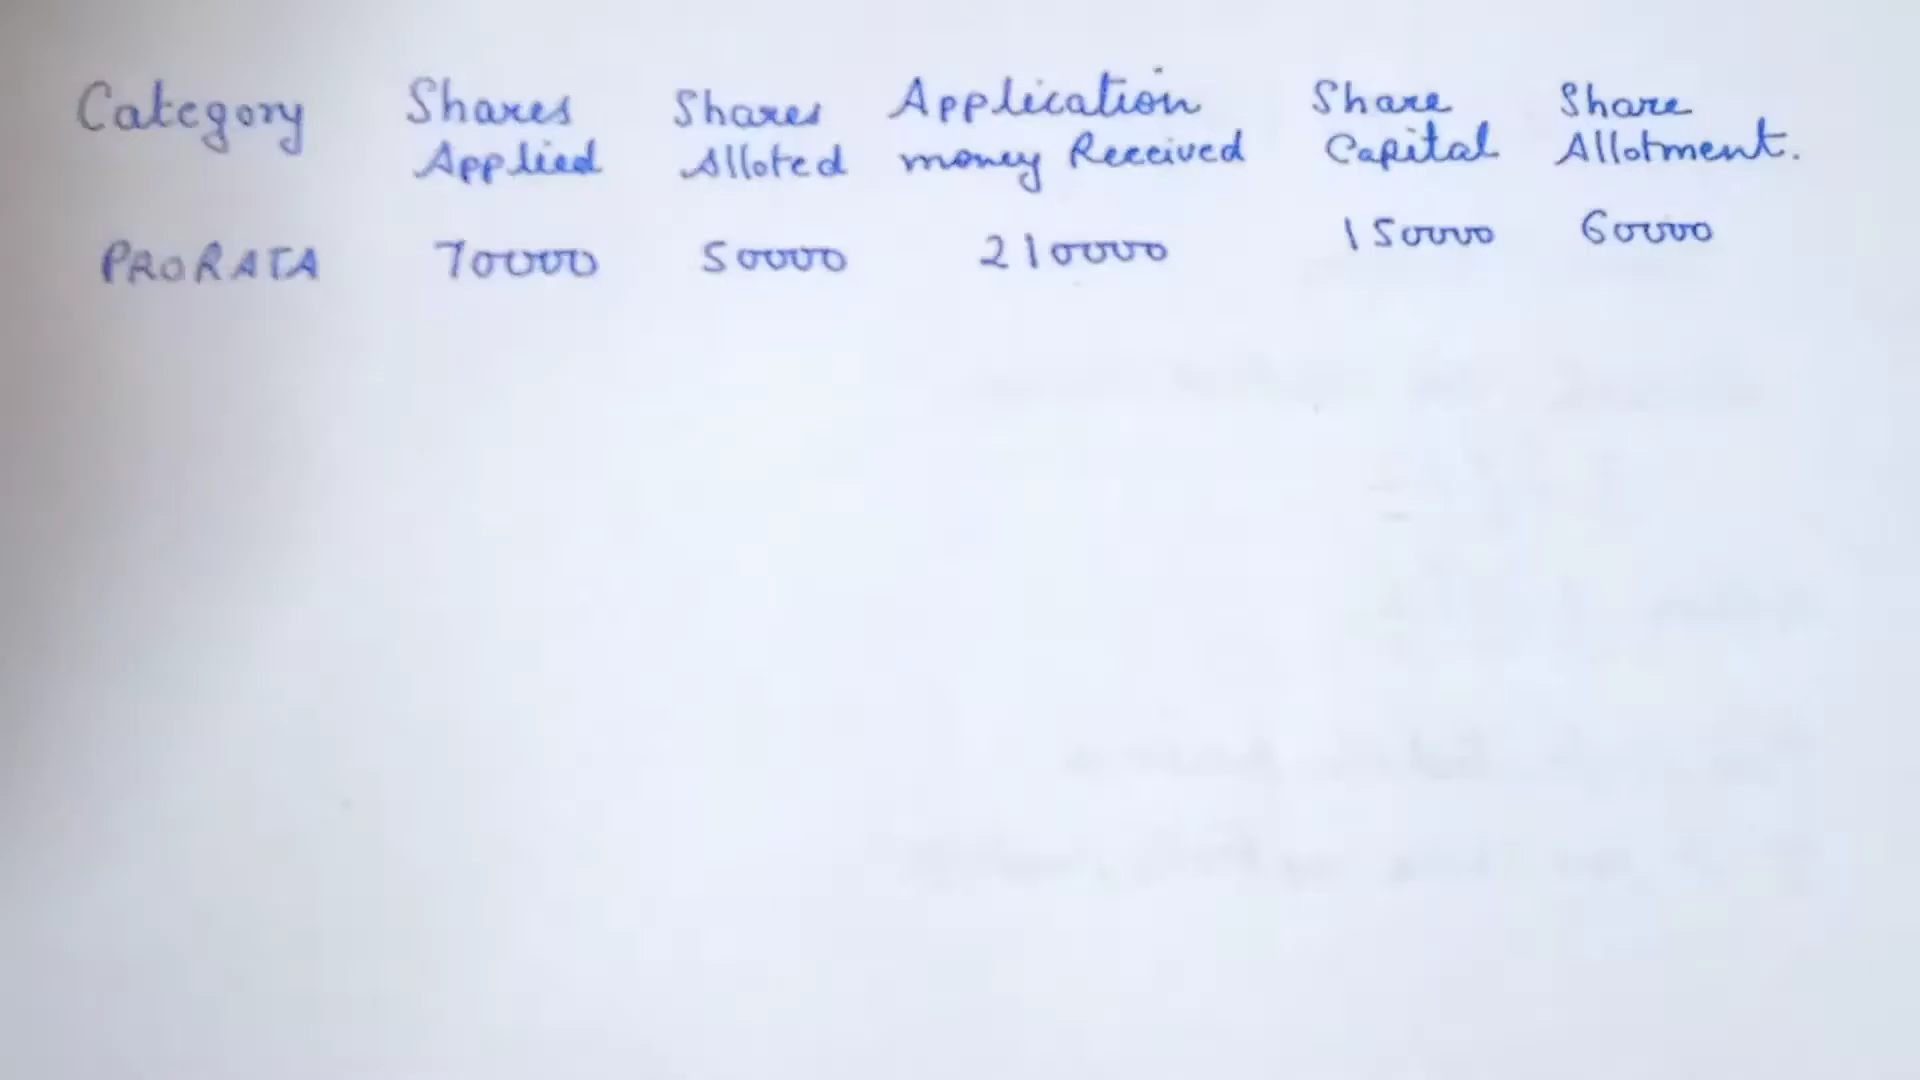 Category Shares Shares Application Share Share
Applied Alloted money Received Capital Allotment.
PRORATA 70000 50000 210000 150000 60000